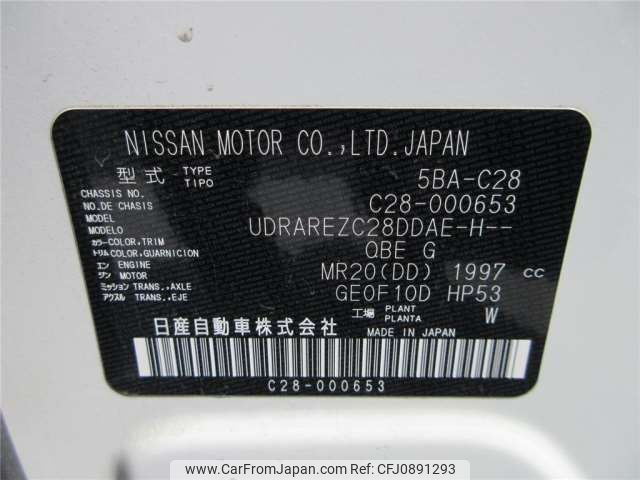 NISSAN MOTOR CO.,LTD.JAPAN
型式 TYPE TIPO 5BA-C28
CHASSIS NO. NO.DE CHASIS C28-000653
MODEL MODELO UDRAREZC28DDAE-H--
カラー COLOR,TRIM トリム COLOR,GUARNICION QBE G
エンジン ENGINE MOTOR MR20(DD) 1997 cc
ミッション TRANS.,AXLE アクスル TRANS.,EJE GE0F10D HP53
工場 PLANT PLANTA W
日産自動車株式会社 MADE IN JAPAN
C28-000653
www.CarFromJapan.com - REFNO:CFJ10891293